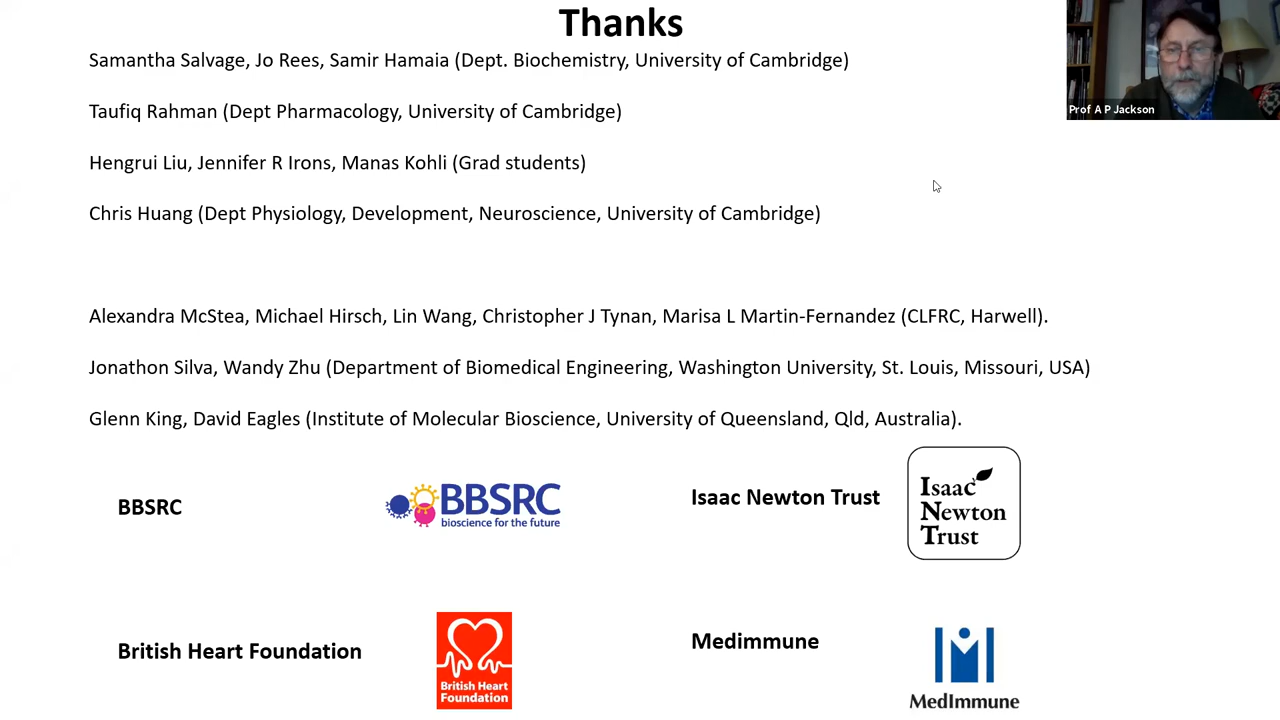 Thanks
Prof A P Jackson
Samantha Salvage, Jo Rees, Samir Hamaia (Dept. Biochemistry, University of Cambridge)
Taufiq Rahman (Dept Pharmacology, University of Cambridge)
Hengrui Liu, Jennifer R Irons, Manas Kohli (Grad students)
Chris Huang (Dept Physiology, Development, Neuroscience, University of Cambridge)
Alexandra McStea, Michael Hirsch, Lin Wang, Christopher J Tynan, Marisa L Martin-Fernandez (CLFRC, Harwell).
Jonathon Silva, Wandy Zhu (Department of Biomedical Engineering, Washington University, St. Louis, Missouri, USA)
Glenn King, David Eagles (Institute of Molecular Bioscience, University of Queensland, Qld, Australia).
BBSRC
BBSRC
bioscience for the future
Isaac Newton Trust
Isaac
Newton
Trust
British Heart Foundation
British Heart
Foundation
Medimmune
MedImmune